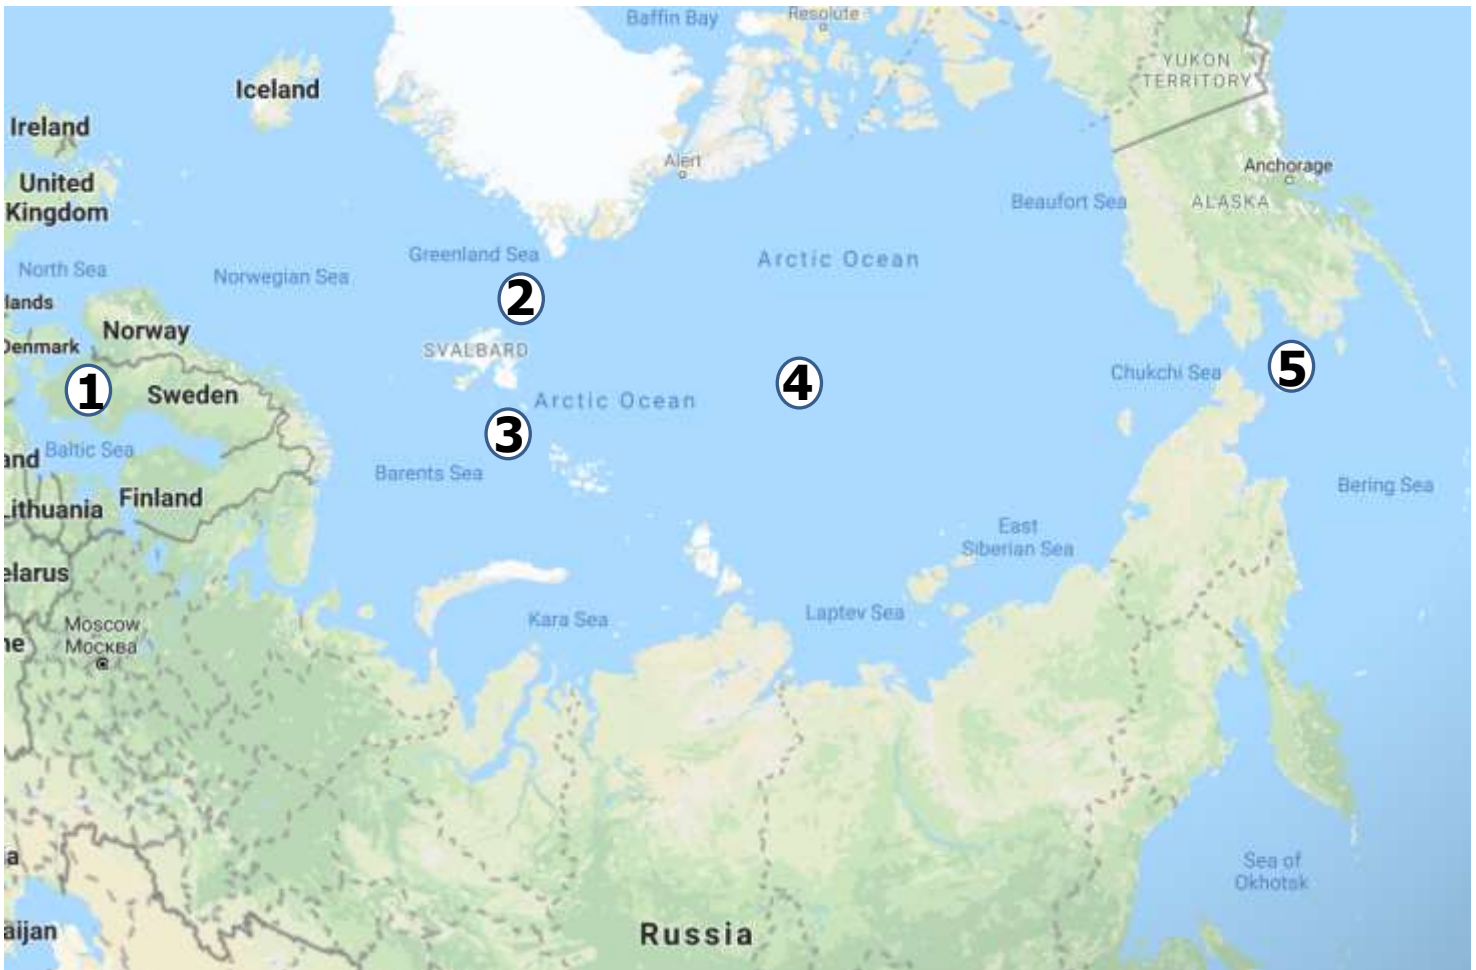 Baffin Bay
Resolute
Iceland
YUKON
TERRITORY
Ireland
Alert
Anchorage
United
Kingdom
Beaufort Sea
ALASKA
Greenland Sea
Arctic Ocean
North Sea
Norwegian Sea
2
lands
Norway
Denmark
SVALBARD
Chukchi Sea
5
1
Sweden
4
Arctic Ocean
3
Baltic Sea
and
Barents Sea
Bering Sea
Finland
Lithuania
East
Siberian Sea
elarus
Moscow
Москва
Kara Sea
Laptev Sea
ne
a
Sea of
Okhotsk
aijan
Russia